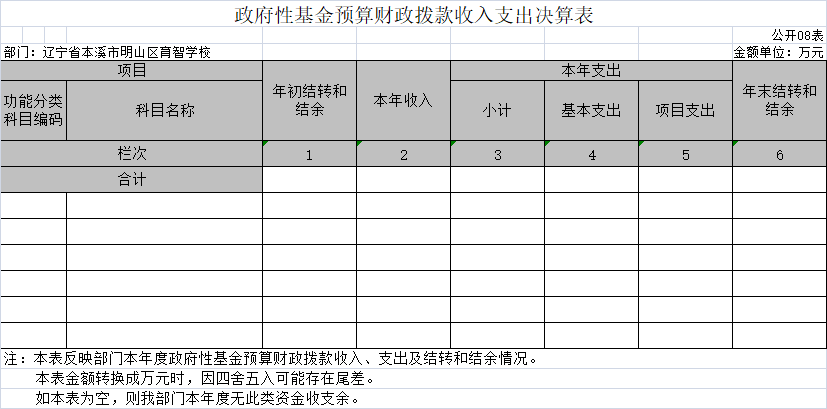 政府性基金预算财政拨款收入支出决算表
公开08表
部门：辽宁省本溪市明山区育智学校 金额单位：万元
项目 年初结转和结余 本年收入 本年支出 年末结转和结余
功能分类科目编码 科目名称 小计 基本支出 项目支出
栏次 1 2 3 4 5 6
合计
注：本表反映部门本年度政府性基金预算财政拨款收入、支出及结转和结余情况。
本表金额转换成万元时，因四舍五入可能存在尾差。
如本表为空，则我部门本年度无此类资金收支余。